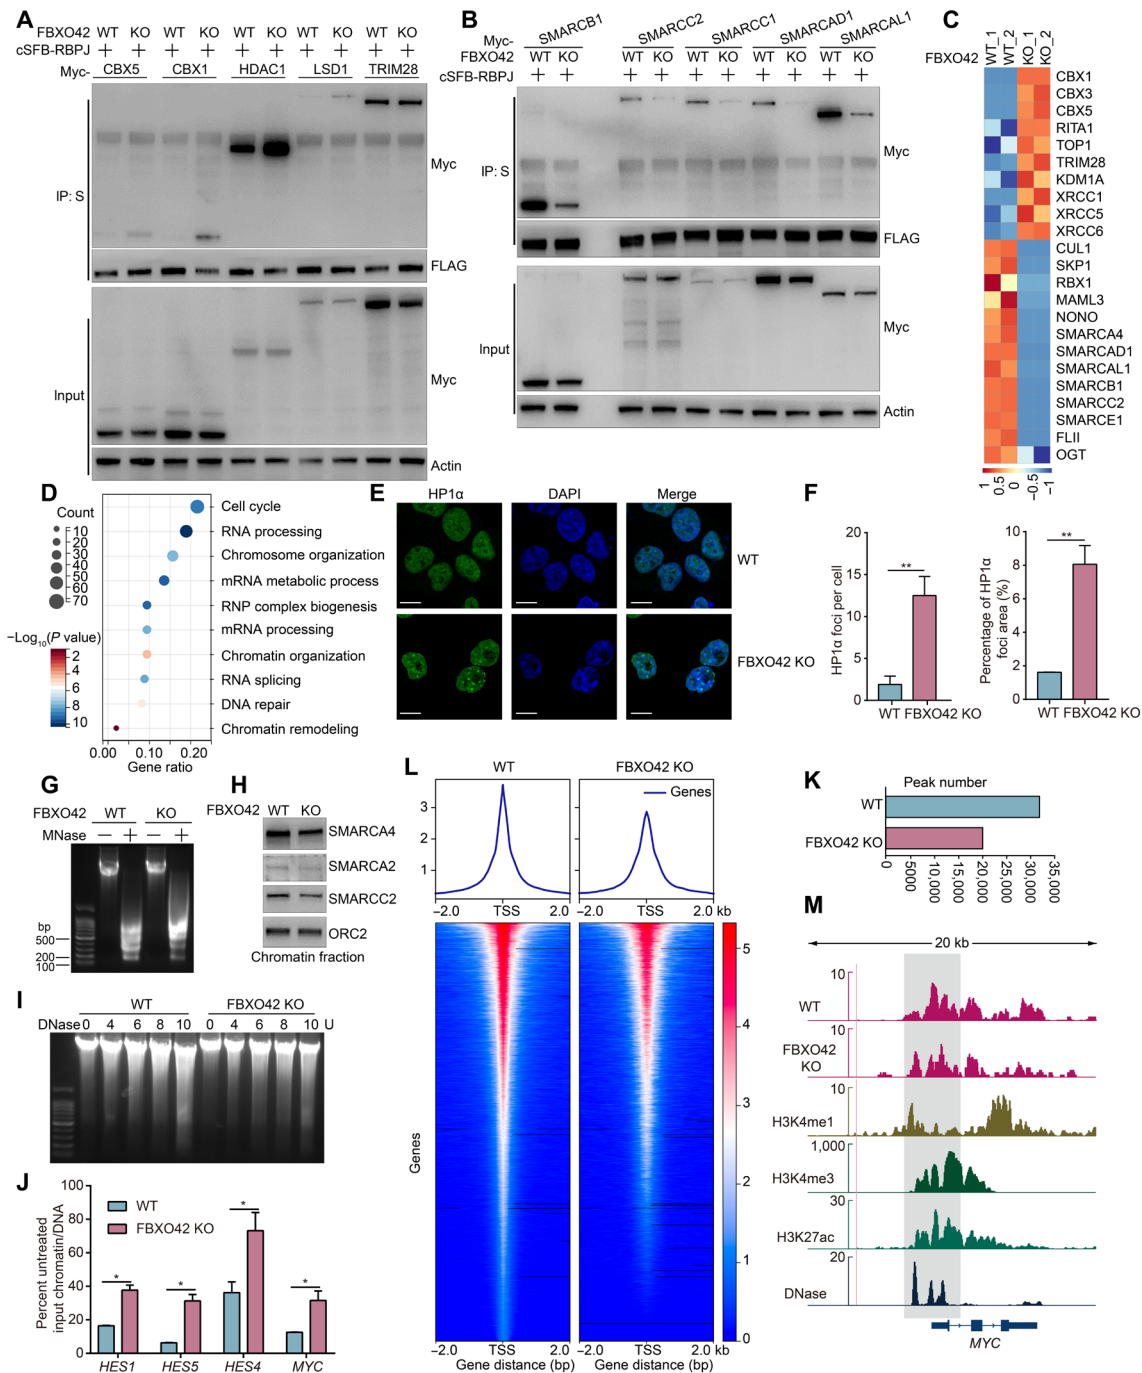 A
FBXO42 WT KO WT KO WT KO WT KO WT KO
cSFB-RBPJ + + + + + + + + + +
Myc- CBX5 CBX1 HDAC1 LSD1 TRIM28
IP: S
Myc
FLAG
Input
Myc
Actin
B
Myc- SMARCB1 SMARCC2 SMARCC1 SMARCAD1 SMARCAL1
FBXO42 WT KO WT KO WT KO WT KO WT KO
cSFB-RBPJ + + + + + + + + + +
IP: S
Myc
FLAG
Input
Myc
Actin
C
FBXO42 WT_1 WT_2 KO_1 KO_2
CBX1
CBX3
CBX5
RITA1
TOP1
TRIM28
KDM1A
XRCC1
XRCC5
XRCC6
CUL1
SKP1
RBX1
MAML3
NONO
SMARCA4
SMARCAD1
SMARCAL1
SMARCB1
SMARCC2
SMARCE1
FLII
OGT
1 0.5 0 −0.5 −1
D
Count
10
20
30
40
50
60
70
−Log10(P value)
2
4
6
8
10
Cell cycle
RNA processing
Chromosome organization
mRNA metabolic process
RNP complex biogenesis
mRNA processing
Chromatin organization
RNA splicing
DNA repair
Chromatin remodeling
0.00 0.10 0.20
Gene ratio
E
HP1α DAPI Merge
WT
FBXO42 KO
F
HP1α foci per cell
20
15
10
5
0
**
WT FBXO42 KO
Percentage of HP1α
foci area (%)
10
8
6
4
2
0
**
WT FBXO42 KO
G
FBXO42 WT KO
MNase — + — +
bp
500
200
100
H
FBXO42 WT KO
SMARCA4
SMARCA2
SMARCC2
ORC2
Chromatin fraction
I
WT FBXO42 KO
DNase 0 4 6 8 10 0 4 6 8 10 U
J
Percent untreated
input chromatin/DNA
100
80
60
40
20
0
WT
FBXO42 KO
* * * *
HES1 HES5 HES4 MYC
K
Peak number
WT
FBXO42 KO
0 5000 10,000 15,000 20,000 25,000 30,000 35,000
L
WT FBXO42 KO
3
2
1
Genes
−2.0 TSS 2.0 −2.0 TSS 2.0 kb
Genes
5
4
3
2
1
0
−2.0 TSS 2.0 −2.0 TSS 2.0 kb
Gene distance (bp) Gene distance (bp)
M
20 kb
WT
10
FBXO42
KO
10
H3K4me1
10
H3K4me3
1,000
H3K27ac
30
DNase
20
MYC